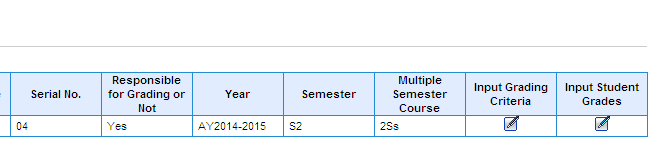 Serial No.
Responsible
for Grading or
Not
Year
Semester
Multiple
Semester
Course
Input Grading
Criteria
Input Student
Grades
04
Yes
AY2014-2015
S2
2Ss